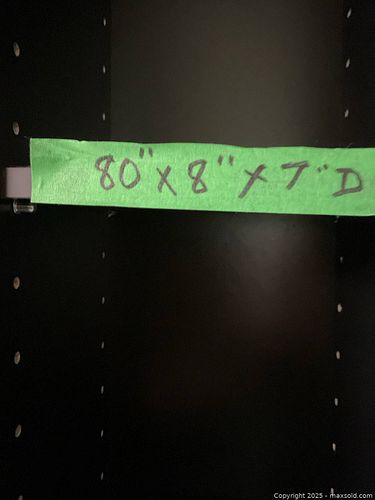 80" x 8" x 7" D
Copyright 2025 - maxsold.com